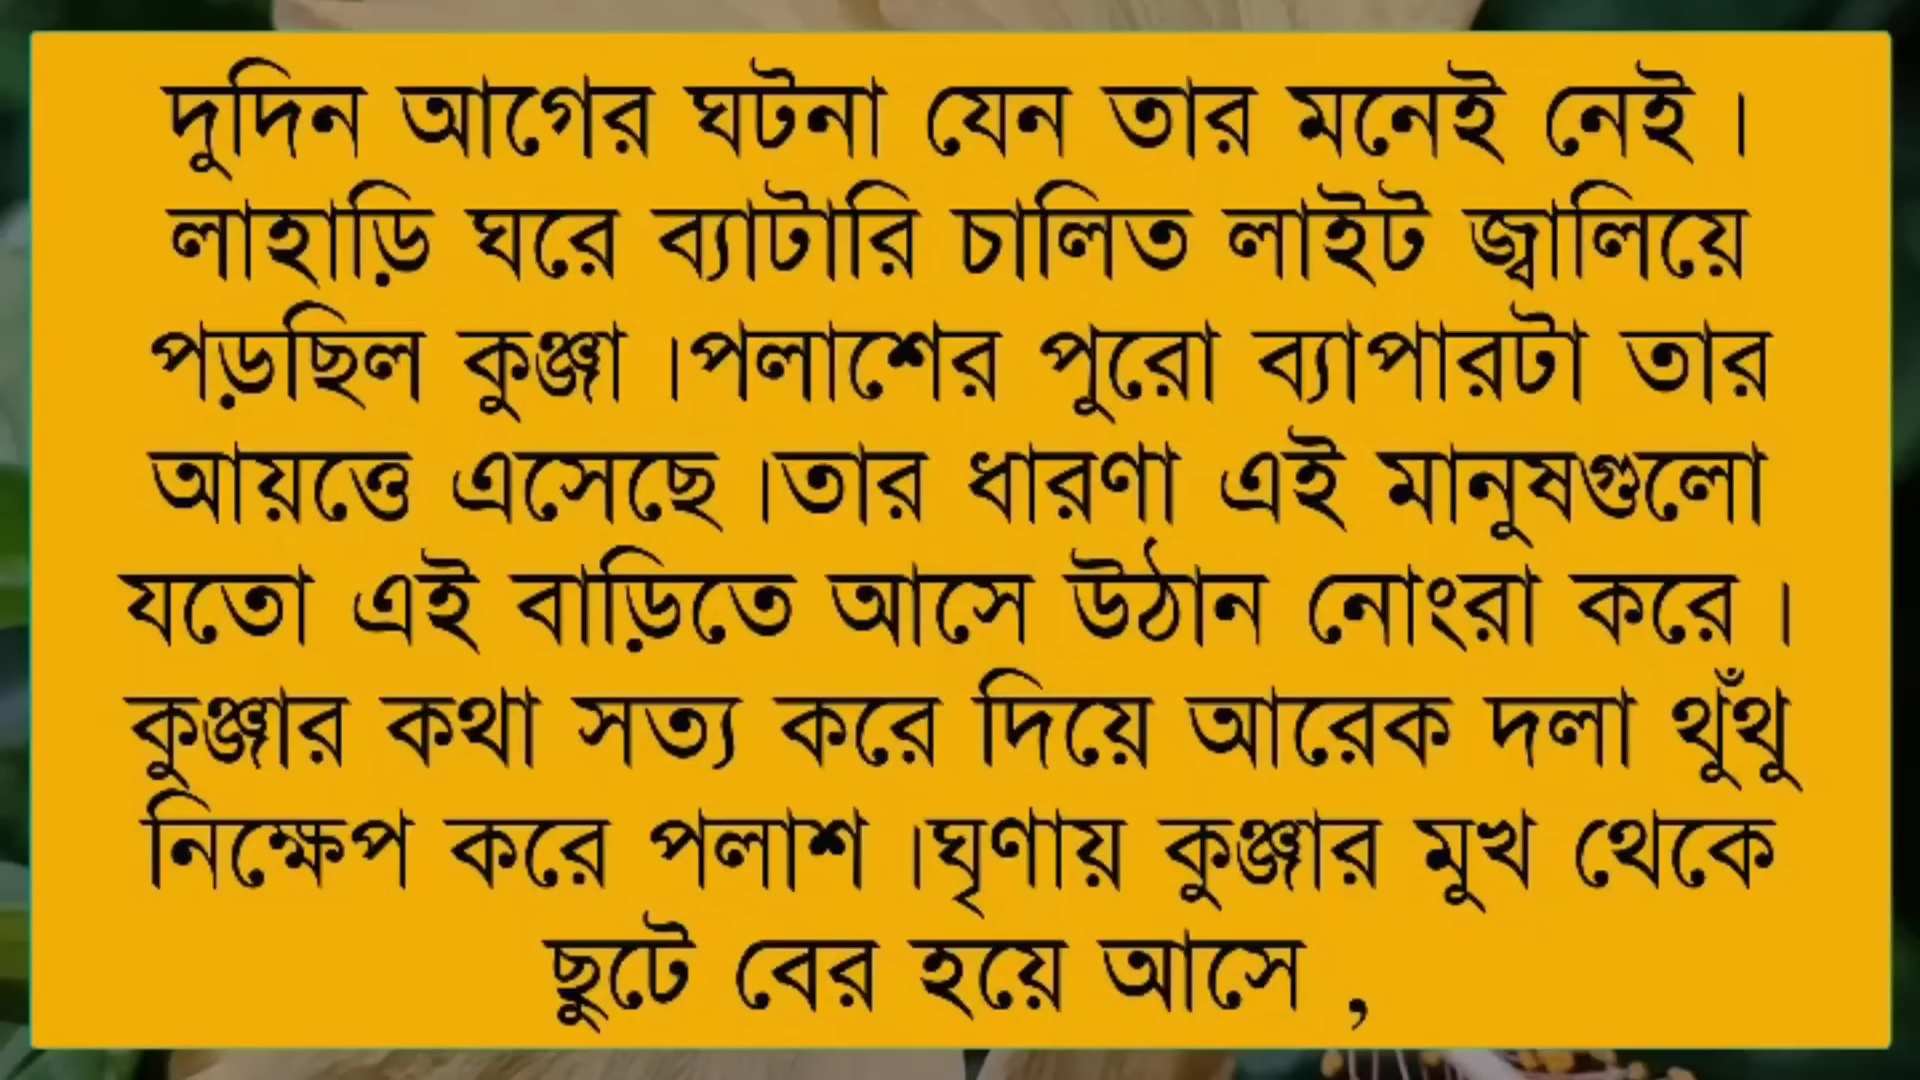 দুদিন আগের ঘটনা যেন তার মনেই নেই ।
লাহাড়ি ঘরে ব্যাটারি চালিত লাইট জ্বালিয়ে
পড়ছিল কুঞ্জা ।পলাশের পুরো ব্যাপারটা তার
আয়ত্তে এসেছে ।তার ধারণা এই মানুষগুলো
যতো এই বাড়িতে আসে উঠান নোংরা করে ।
কুঞ্জার কথা সত্য করে দিয়ে আরেক দলা থুঁথু
নিক্ষেপ করে পলাশ ।ঘৃণায় কুঞ্জার মুখ থেকে
ছুটে বের হয়ে আসে ,